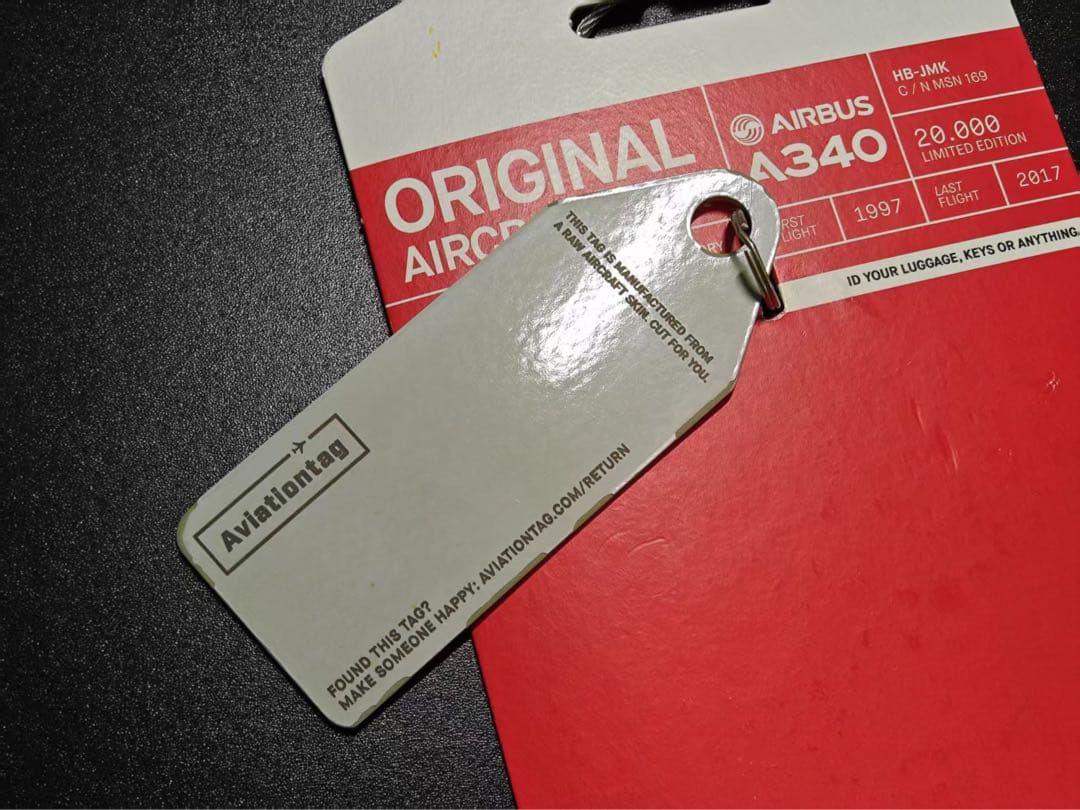 HB-JMK
C / N MSN 169
AIRBUS
A340
20.000
LIMITED EDITION
ORIGINAL
LAST
FLIGHT
2017
1997
ID YOUR LUGGAGE, KEYS OR ANYTHING.
THIS TAG IS MANUFACTURED FROM
A RAW AIRCRAFT SKIN. CUT FOR YOU.
Aviationtag
FOUND THIS TAG?
MAKE SOMEONE HAPPY: AVIATIONTAG.COM/RETURN